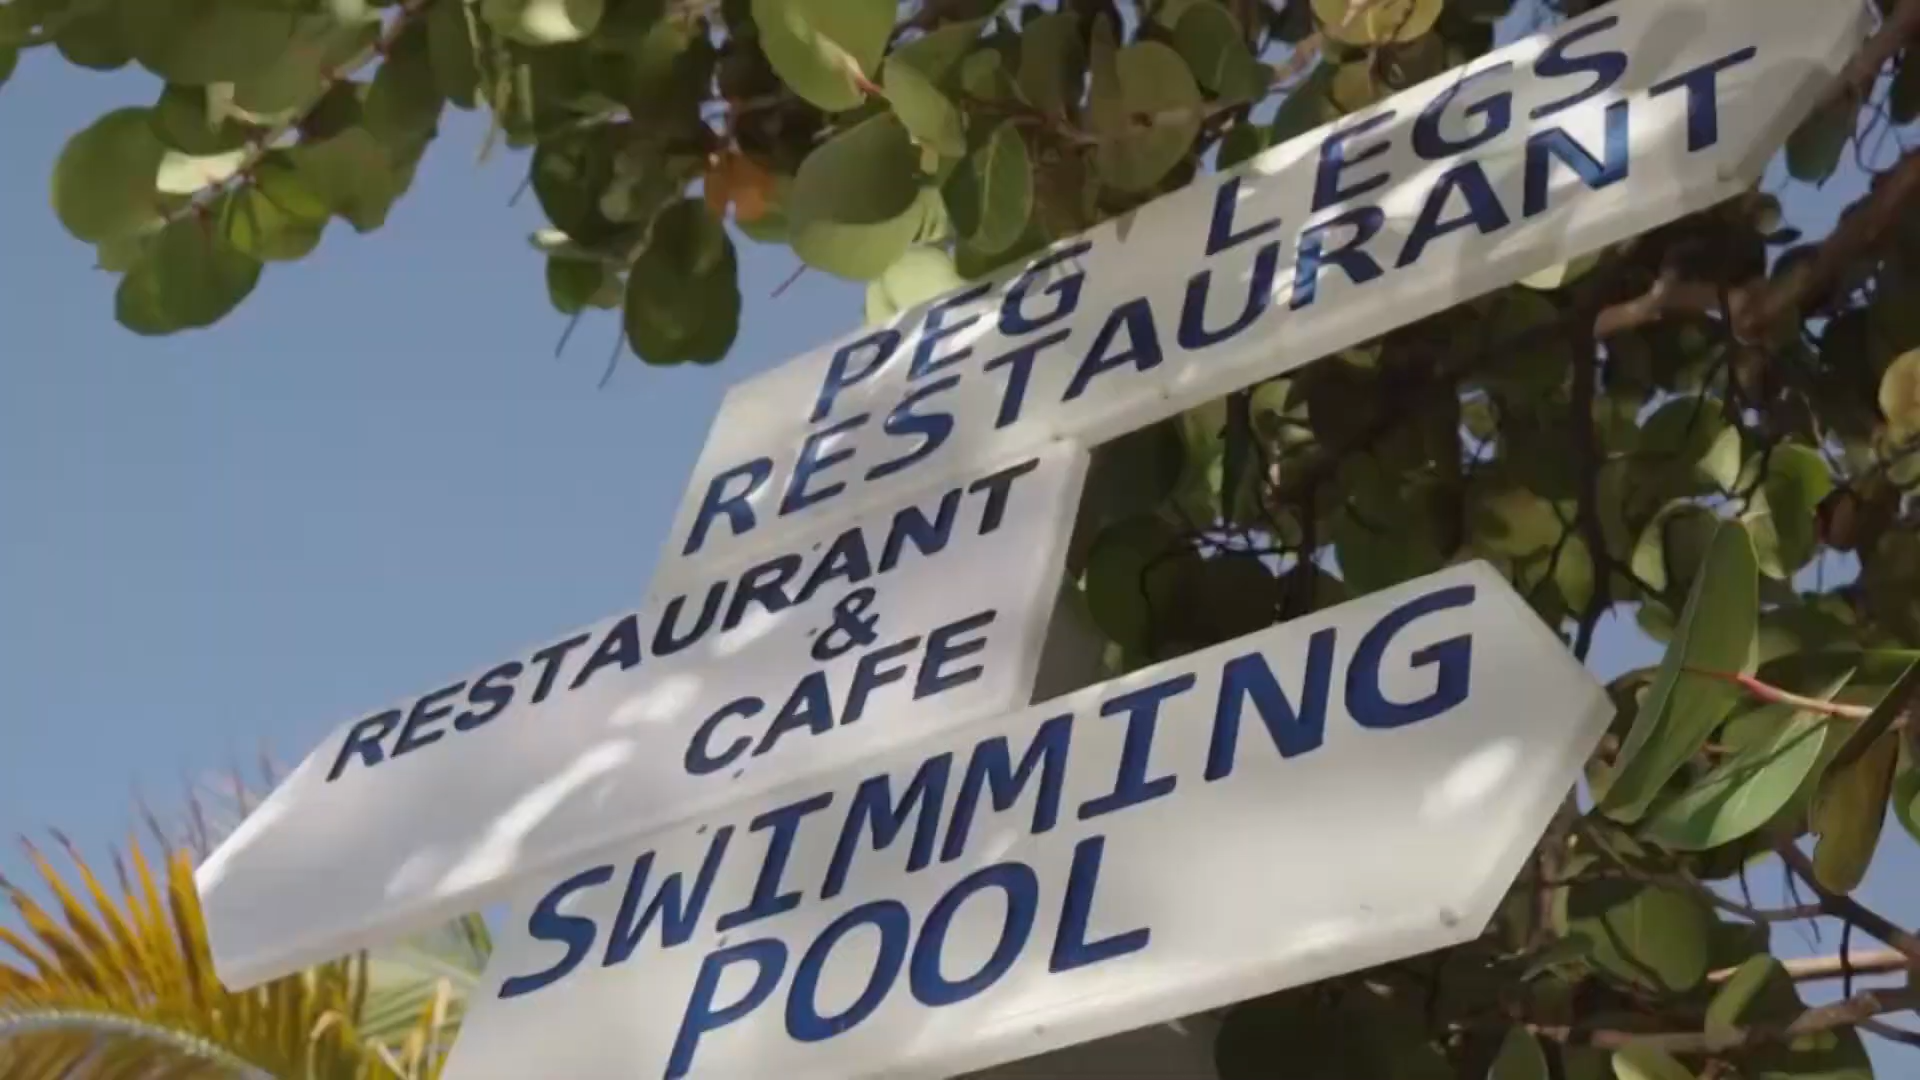 PEG LEGS
RESTAURANT
RESTAURANT
&
CAFE
SWIMMING
POOL